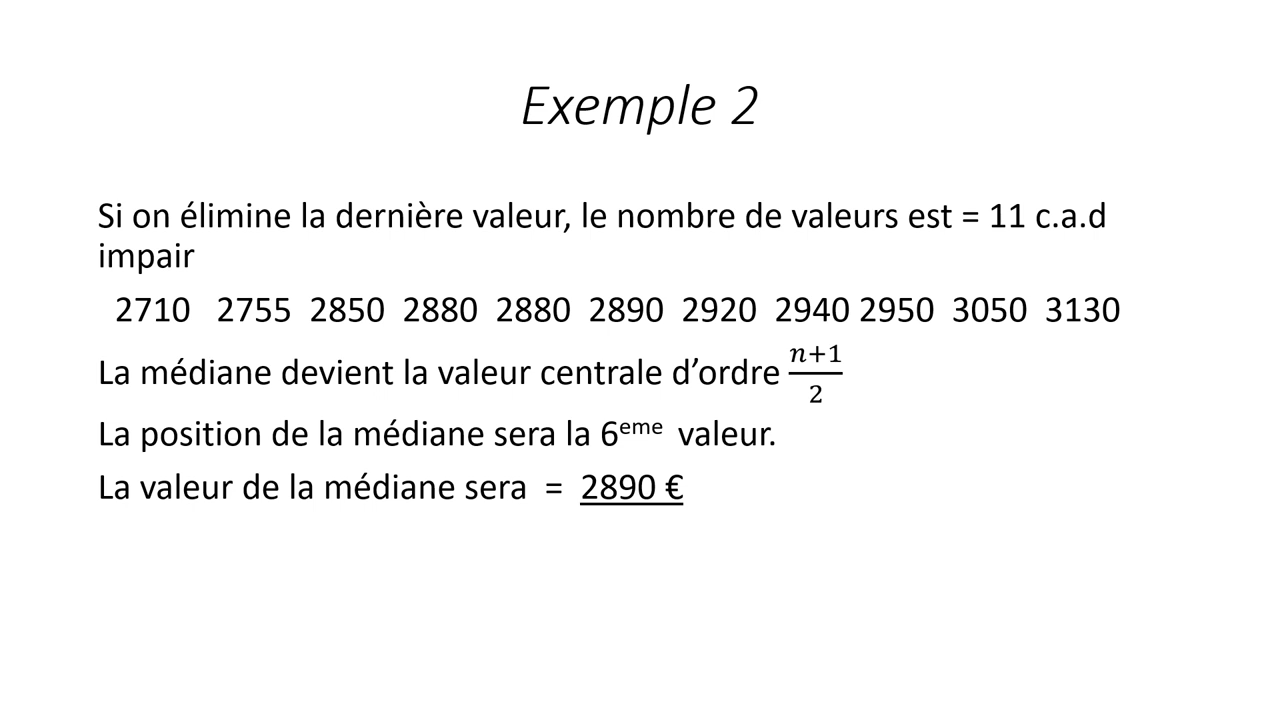 Exemple 2
Si on élimine la dernière valeur, le nombre de valeurs est = 11 c.a.d
impair
2710 2755 2850 2880 2880 2890 2920 2940 2950 3050 3130
La médiane devient la valeur centrale d’ordre \frac{n+1}{2}
La position de la médiane sera la 6ᵉᵐᵉ valeur.
La valeur de la médiane sera = 2890 €